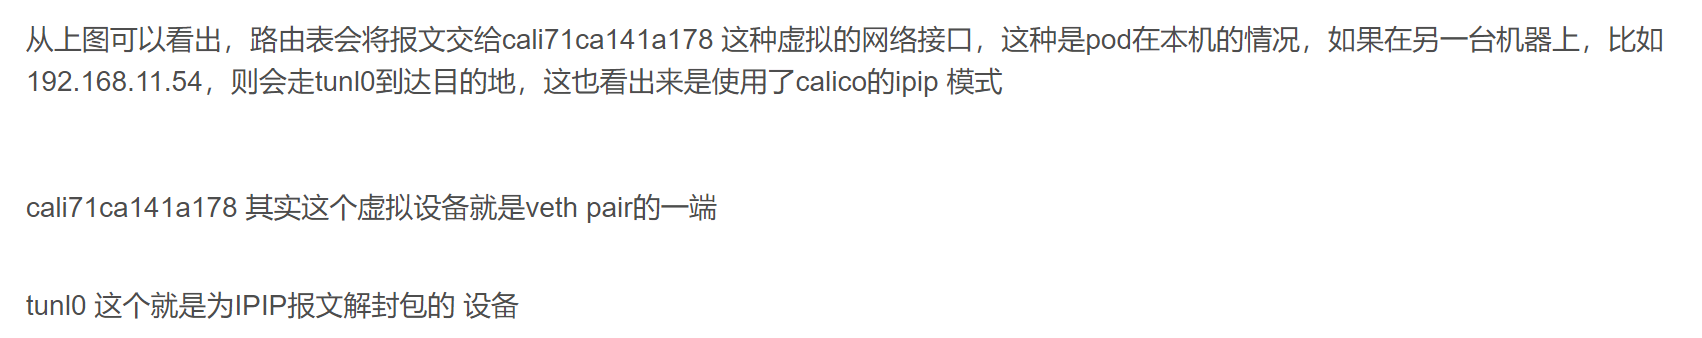 从上图可以看出，路由表会将报文交给cali71ca141a178 这种虚拟的网络接口，这种是pod在本机的情况，如果在另一台机器上，比如
192.168.11.54，则会走tunl0到达目的地，这也看出来是使用了calico的ipip 模式
cali71ca141a178 其实这个虚拟设备就是veth pair的一端
tunl0 这个就是为IPIP报文解封包的 设备